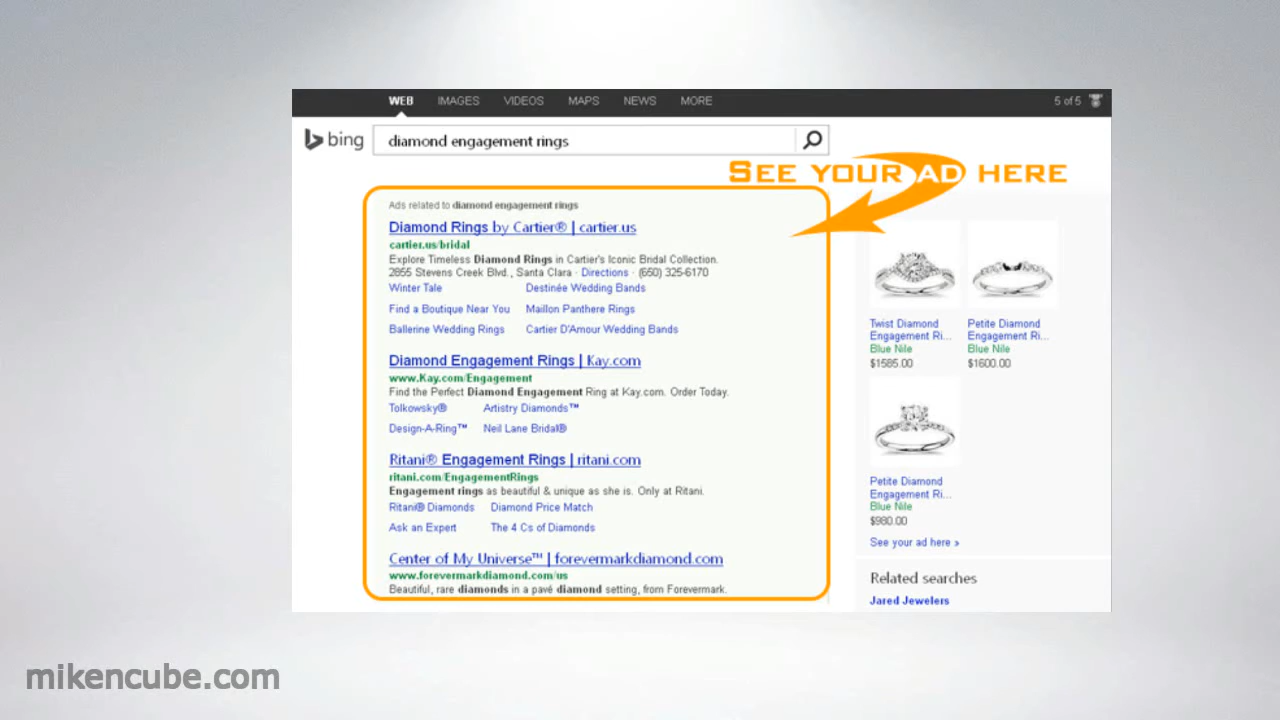 WEB IMAGES VIDEOS MAPS NEWS MORE 5 of 5
bing diamond engagement rings
SEE YOUR AD HERE
Ads related to diamond engagement rings
Diamond Rings by Cartier® | cartier.us
cartier.us/bridal
Explore Timeless Diamond Rings in Cartier's Iconic Bridal Collection.
2855 Stevens Creek Blvd., Santa Clara · Directions · (650) 325-6170
Winter Tale Destinée Wedding Bands
Find a Boutique Near You Maillon Panthere Rings
Ballerine Wedding Rings Cartier D'Amour Wedding Bands
Diamond Engagement Rings | Kay.com
www.Kay.com/Engagement
Find the Perfect Diamond Engagement Ring at Kay.com. Order Today.
Tolkowsky® Artistry Diamonds™
Design-A-Ring™ Neil Lane Bridal®
Ritani® Engagement Rings | ritani.com
ritani.com/EngagementRings
Engagement rings as beautiful & unique as she is. Only at Ritani.
Ritani® Diamonds Diamond Price Match
Ask an Expert The 4 Cs of Diamonds
Center of My Universe™ | forevermarkdiamond.com
www.forevermarkdiamond.com/us
Beautiful, rare diamonds in a pavé diamond setting, from Forevermark.
Twist Diamond
Engagement Ri...
Blue Nile
$1585.00
Petite Diamond
Engagement Ri...
Blue Nile
$1600.00
Petite Diamond
Engagement Ri...
Blue Nile
$980.00
See your ad here »
Related searches
Jared Jewelers
mikencube.com